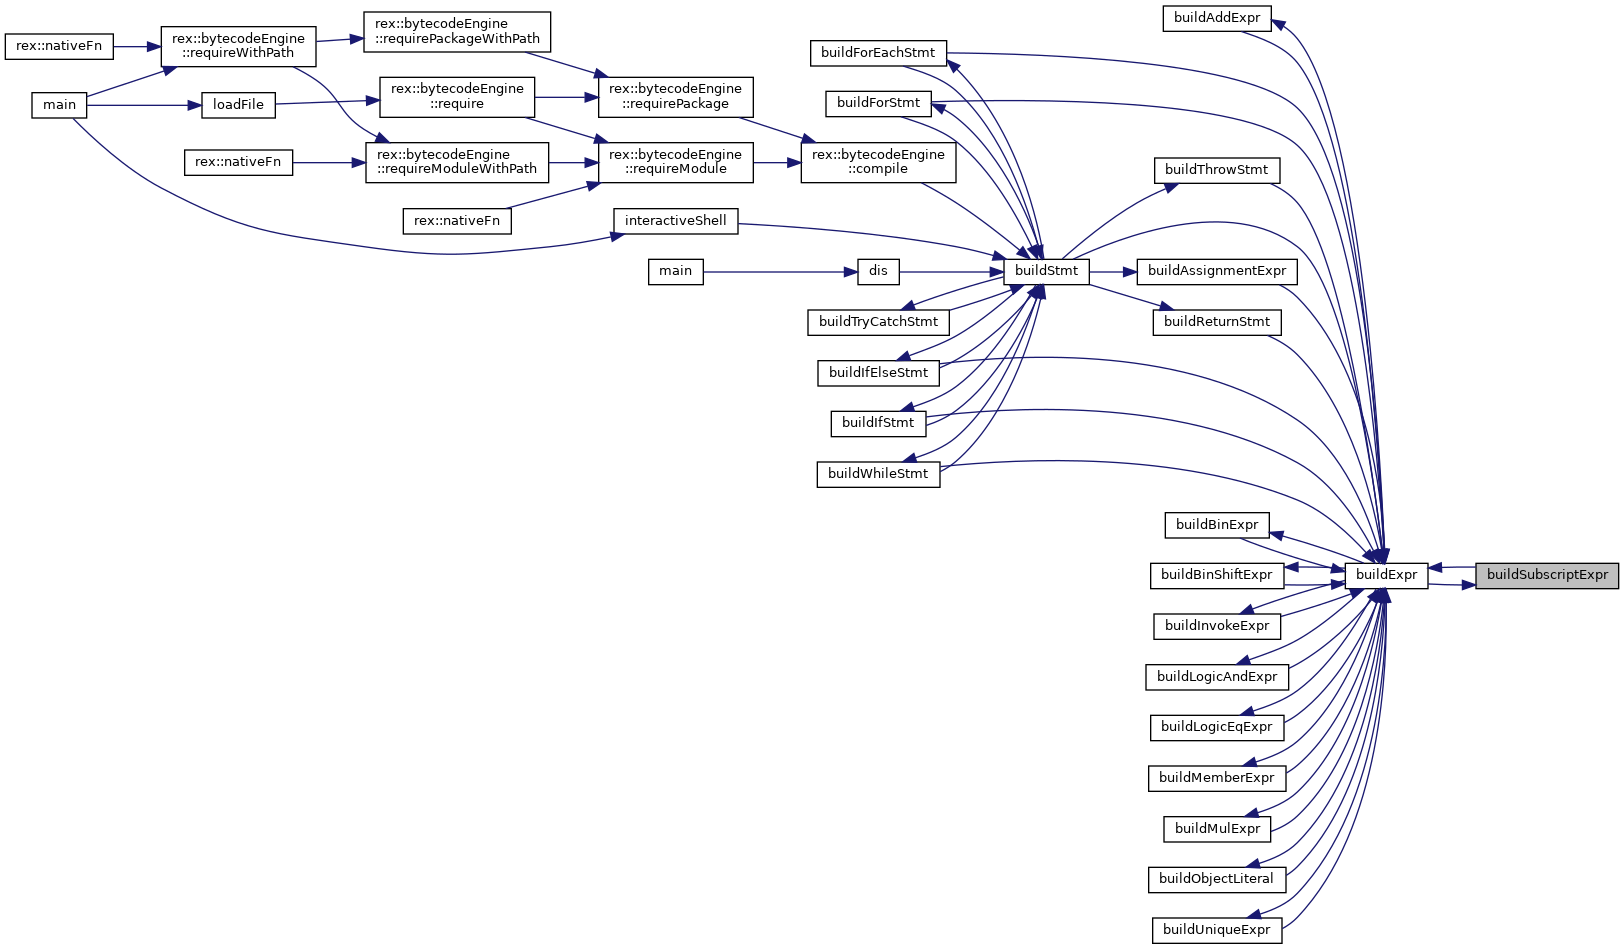 rex::nativeFn
main
rex::bytecodeEngine
::requireWithPath
loadFile
rex::nativeFn
rex::bytecodeEngine
::requirePackageWithPath
rex::bytecodeEngine
::require
rex::bytecodeEngine
::requireModuleWithPath
rex::nativeFn
rex::bytecodeEngine
::requirePackage
rex::bytecodeEngine
::requireModule
interactiveShell
main
rex::bytecodeEngine
::compile
dis
buildForEachStmt
buildForStmt
buildTryCatchStmt
buildIfElseStmt
buildIfStmt
buildWhileStmt
buildStmt
buildAddExpr
buildThrowStmt
buildAssignmentExpr
buildReturnStmt
buildBinExpr
buildBinShiftExpr
buildInvokeExpr
buildLogicAndExpr
buildLogicEqExpr
buildMemberExpr
buildMulExpr
buildObjectLiteral
buildUniqueExpr
buildExpr
buildSubscriptExpr